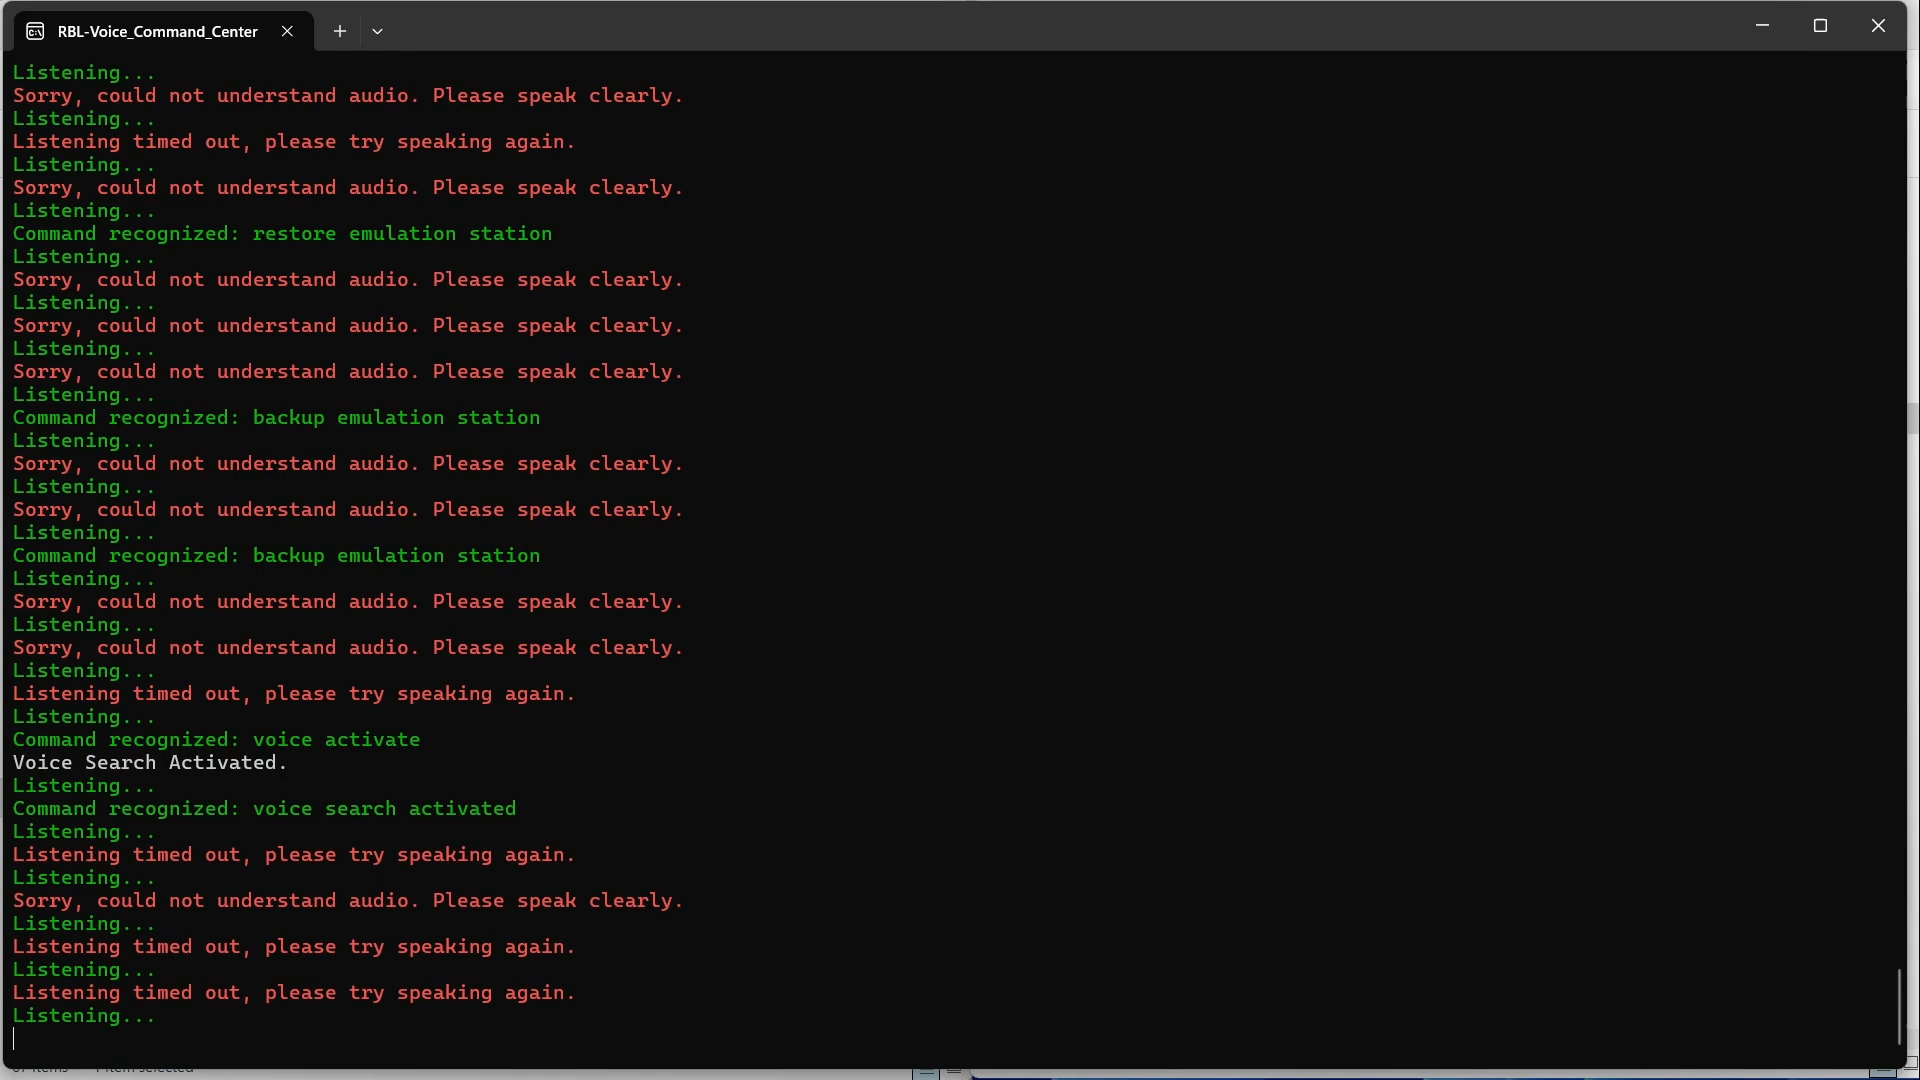 RBL-Voice_Command_Center
Listening...
Sorry, could not understand audio. Please speak clearly.
Listening...
Listening timed out, please try speaking again.
Listening...
Sorry, could not understand audio. Please speak clearly.
Listening...
Command recognized: restore emulation station
Listening...
Sorry, could not understand audio. Please speak clearly.
Listening...
Sorry, could not understand audio. Please speak clearly.
Listening...
Sorry, could not understand audio. Please speak clearly.
Listening...
Command recognized: backup emulation station
Listening...
Sorry, could not understand audio. Please speak clearly.
Listening...
Sorry, could not understand audio. Please speak clearly.
Listening...
Command recognized: backup emulation station
Listening...
Sorry, could not understand audio. Please speak clearly.
Listening...
Sorry, could not understand audio. Please speak clearly.
Listening...
Listening timed out, please try speaking again.
Listening...
Command recognized: voice activate
Voice Search Activated.
Listening...
Command recognized: voice search activated
Listening...
Listening timed out, please try speaking again.
Listening...
Sorry, could not understand audio. Please speak clearly.
Listening...
Listening timed out, please try speaking again.
Listening...
Listening timed out, please try speaking again.
Listening...